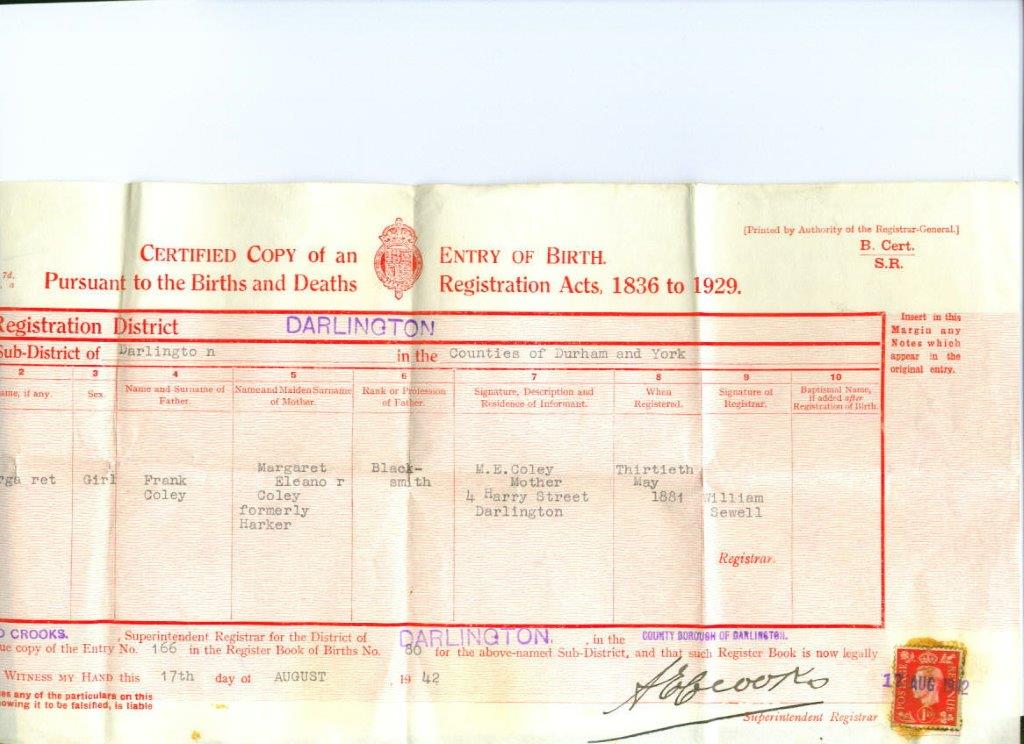 [Printed by Authority of the Registrar-General.]
B. Cert.
S.R.
CERTIFIED COPY of an ENTRY OF BIRTH.
7d.
Pursuant to the Births and Deaths Registration Acts, 1836 to 1929.
Registration District DARLINGTON
Sub-District of Darlingto n in the Counties of Durham and York
Insert in this
Margin any
Notes which
appear in the
original entry.
2 3 4 5 6 7 8 9 10
ame, if any. Sex. Name and Surname of Father. Name and Maiden Surname of Mother. Rank or Profession of Father. Signature, Description and Residence of Informant. When Registered. Signature of Registrar. Baptismal Name, if added after Registration of Birth.
rga ret
Girl
Frank
Coley
Margaret
Eleano r
Coley
formerly
Harker
Black-
smith
M.E.Coley
Mother
4 Harry Street
Darlington
Thirtieth
May
1881
William
Sewell
Registrar.
D CROOKS. , Superintendent Registrar for the District of DARLINGTON. , in the COUNTY BOROUGH OF DARLINGTON.
ue copy of the Entry No. 166 in the Register Book of Births No. 80 for the above-named Sub-District, and that such Register Book is now legally
WITNESS MY HAND this 17th day of AUGUST , 19 42
es any of the particulars on this
owing it to be falsified, is liable
Superintendent Registrar
POSTAGE
REVENUE
1D
AUG